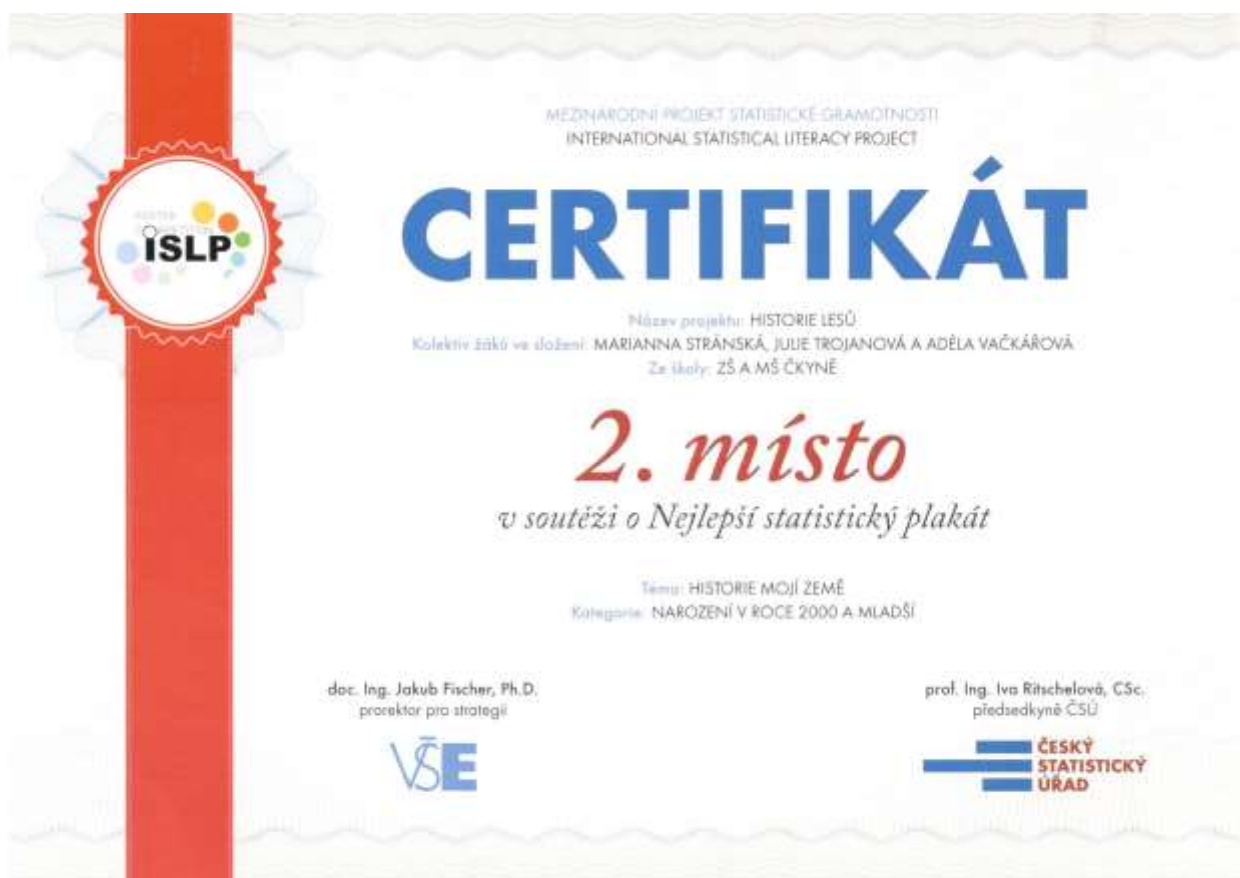 MEZINÁRODNÍ PROJEKT STATISTICKÉ GRAMOTNOSTI
INTERNATIONAL STATISTICAL LITERACY PROJECT
POSTER
COMPETITION
iSLP
CERTIFIKÁT
Název projektu: HISTORIE LESŮ
Kolektiv žáků ve složení: MARIANNA STRÁNSKÁ, JULIE TROJANOVÁ A ADÉLA VAČKÁŘOVÁ
Ze školy: ZŠ A MŠ ČKYNĚ
2. místo
v soutěži o Nejlepší statistický plakát
Téma: HISTORIE MOJÍ ZEMĚ
Kategorie: NAROZENÍ V ROCE 2000 A MLADŠÍ
doc. Ing. Jakub Fischer, Ph.D.
prorektor pro strategii
VŠE
prof. Ing. Iva Ritschelová, CSc.
předsedkyně ČSÚ
ČESKÝ
STATISTICKÝ
ÚŘAD